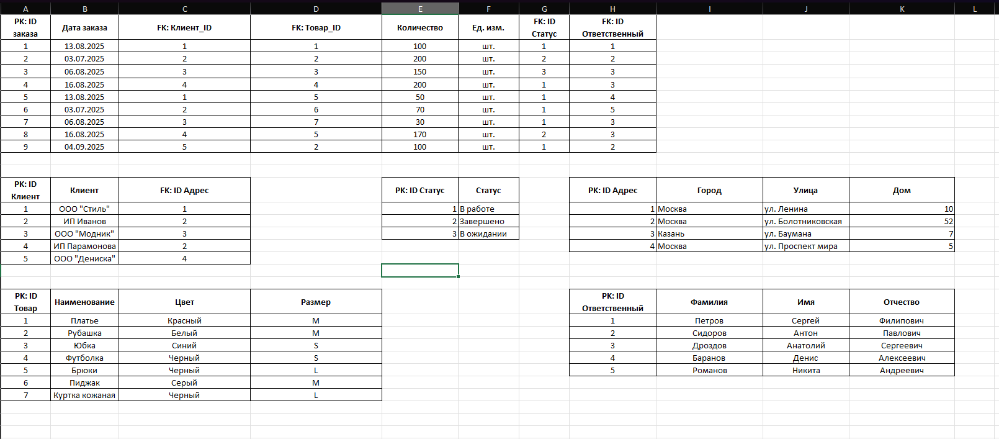 A B C D E F G H I J K L
PK: ID заказа Дата заказа FK: Клиент_ID FK: Товар_ID Количество Ед. изм. FK: ID Статус FK: ID Ответственный
1 13.08.2025 1 1 100 шт. 1 1
2 03.07.2025 2 2 200 шт. 2 2
3 06.08.2025 3 3 150 шт. 3 3
4 16.08.2025 4 4 200 шт. 1 3
5 13.08.2025 1 5 50 шт. 1 4
6 03.07.2025 2 6 70 шт. 1 5
7 06.08.2025 3 7 30 шт. 1 3
8 16.08.2025 4 5 170 шт. 2 3
9 04.09.2025 5 2 100 шт. 1 2
PK: ID Клиент Клиент FK: ID Адрес PK: ID Статус Статус PK: ID Адрес Город Улица Дом
1 ООО "Стиль" 1 1 В работе 1 Москва ул. Ленина 10
2 ИП Иванов 2 2 Завершено 2 Москва ул. Болотниковская 52
3 ООО "Модник" 3 3 В ожидании 3 Казань ул. Баумана 7
4 ИП Парамонова 2 4 Москва ул. Проспект мира 5
5 ООО "Дениска" 4
PK: ID Товар Наименование Цвет Размер PK: ID Ответственный Фамилия Имя Отчество
1 Платье Красный M 1 Петров Сергей Филипович
2 Рубашка Белый M 2 Сидоров Антон Павлович
3 Юбка Синий S 3 Дроздов Анатолий Сергеевич
4 Футболка Черный S 4 Баранов Денис Алексеевич
5 Брюки Черный L 5 Романов Никита Андреевич
6 Пиджак Серый M
7 Куртка кожаная Черный L